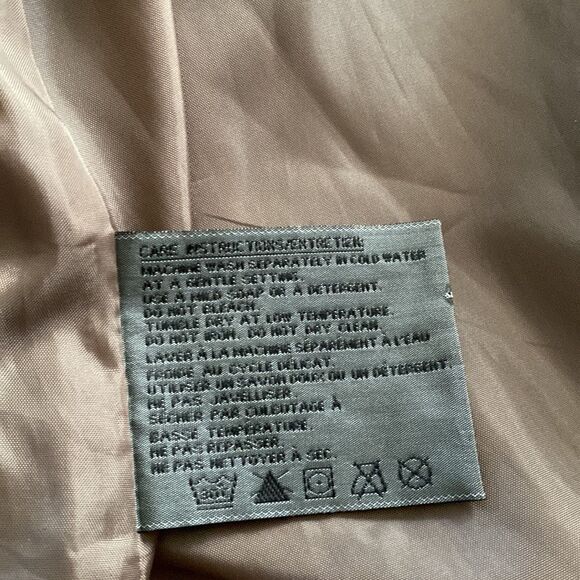 CARE INSTRUCTIONS/ENTRETIEN:
MACHINE WASH SEPARATELY IN COLD WATER
AT A GENTLE SETTING.
USE A MILD SOAP OR A DETERGENT.
DO NOT BLEACH.
TUMBLE DRY AT LOW TEMPERATURE.
DO NOT IRON. DO NOT DRY CLEAN.
LAVER À LA MACHINE SÉPARÉMENT À L'EAU
FROIDE AU CYCLE DÉLICAT.
UTILISER UN SAVON DOUX OU UN DÉTERGENT.
NE PAS JAVELLISER.
SÉCHER PAR CULBUTAGE À
BASSE TEMPÉRATURE.
NE PAS REPASSER.
NE PAS NETTOYER À SEC.